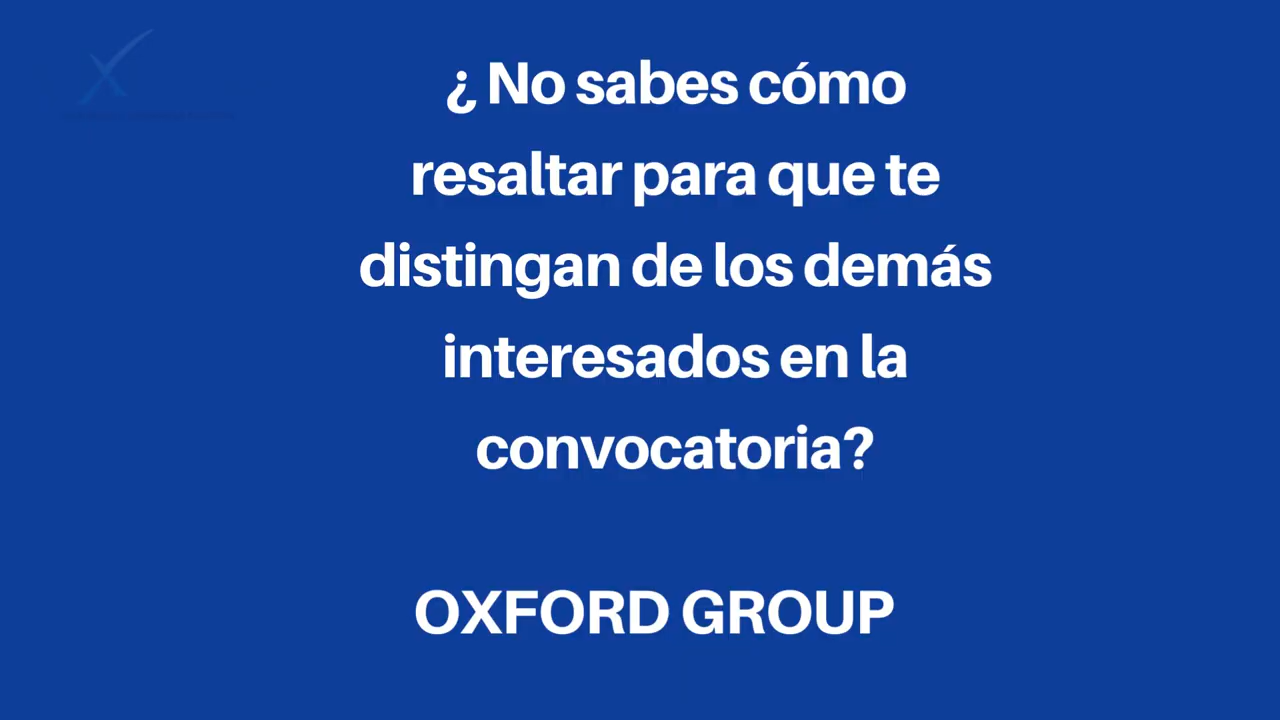 ¿ No sabes cómo
resaltar para que te
distingan de los demás
interesados en la
convocatoria?
OXFORD GROUP